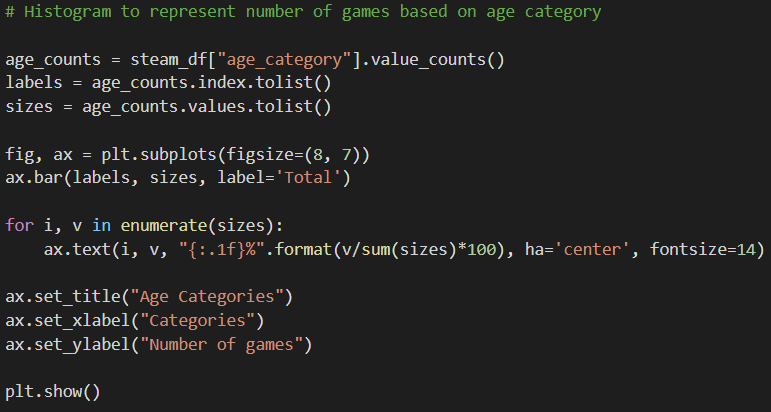 # Histogram to represent number of games based on age category
age_counts = steam_df["age_category"].value_counts()
labels = age_counts.index.tolist()
sizes = age_counts.values.tolist()
fig, ax = plt.subplots(figsize=(8, 7))
ax.bar(labels, sizes, label='Total')
for i, v in enumerate(sizes):
    ax.text(i, v, "{:.1f}%".format(v/sum(sizes)*100), ha='center', fontsize=14)
ax.set_title("Age Categories")
ax.set_xlabel("Categories")
ax.set_ylabel("Number of games")
plt.show()